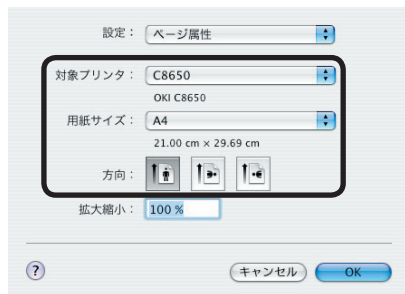 設定： ページ属性
対象プリンタ： C8650
OKI C8650
用紙サイズ： A4
21.00 cm × 29.69 cm
方向：
拡大縮小： 100 %
? キャンセル OK